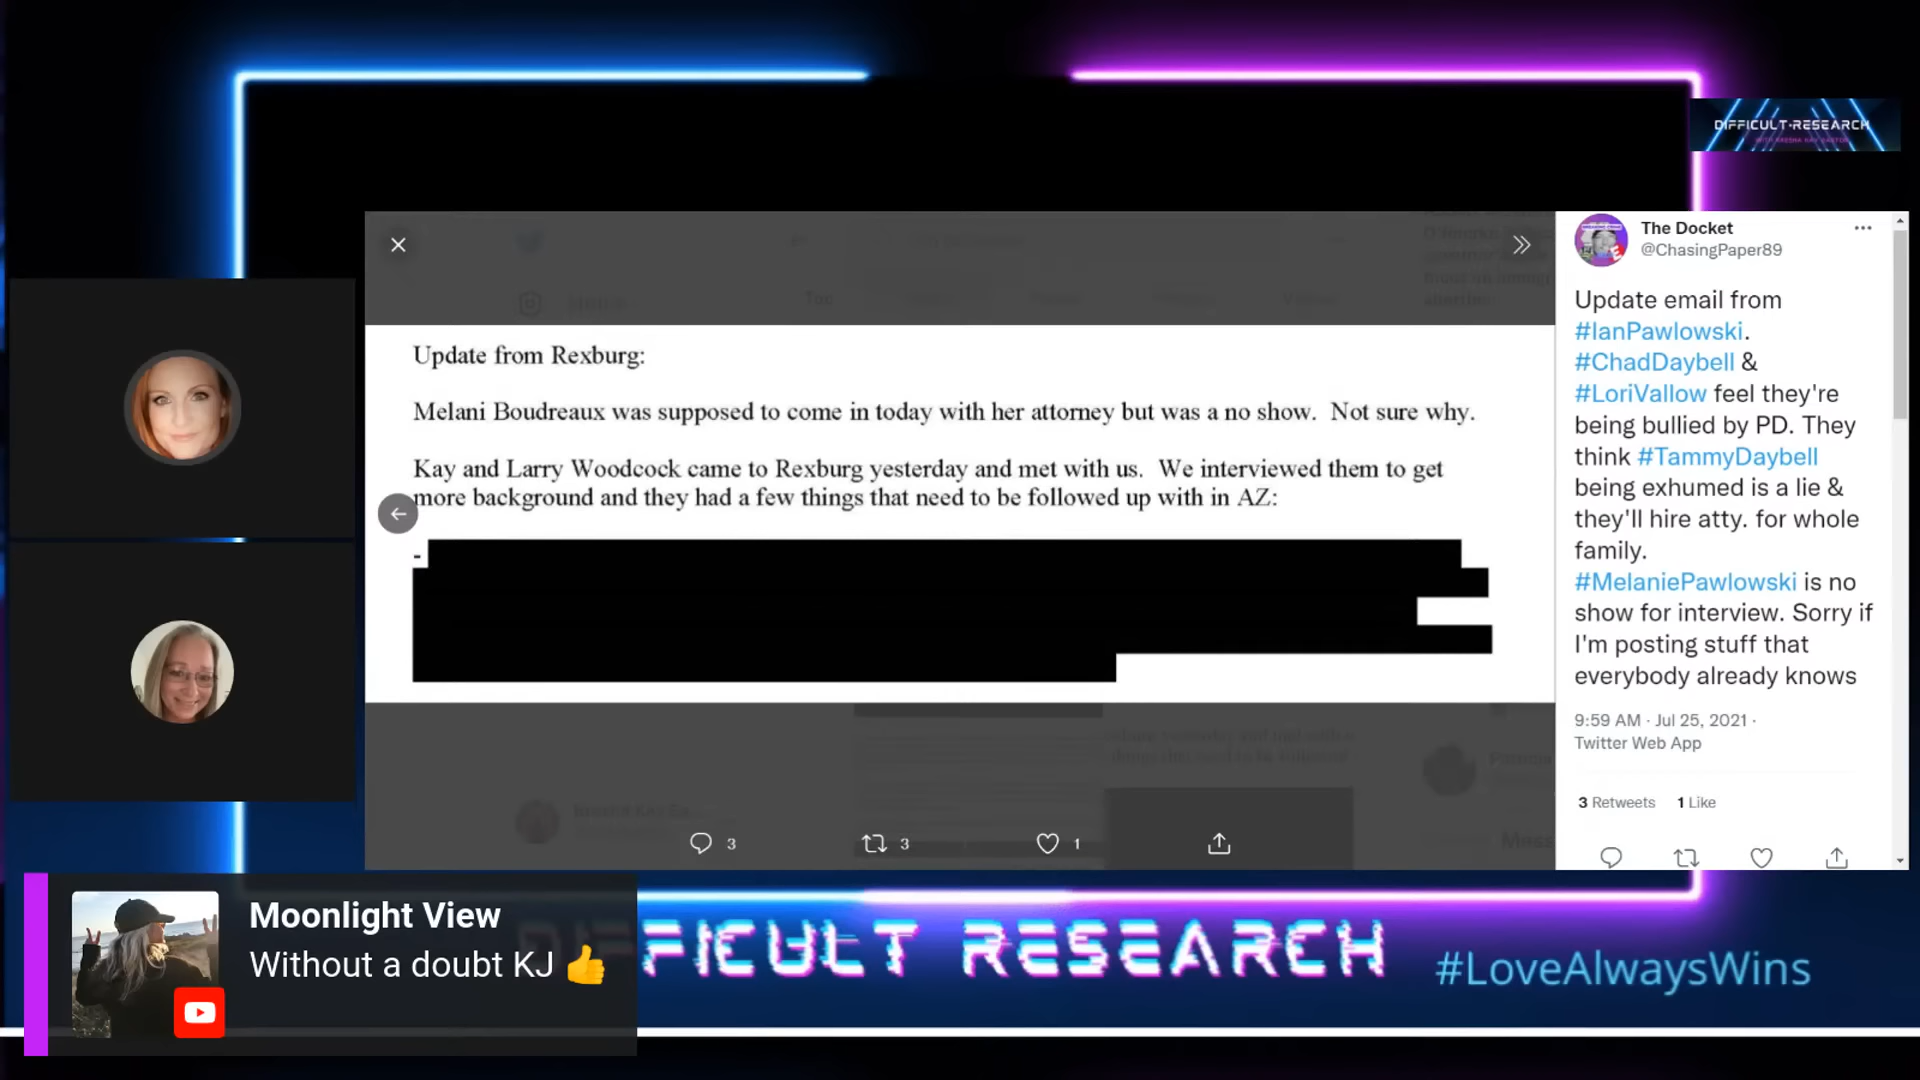 DIFFICULT·RESEARCH
Update from Rexburg:
Melani Boudreaux was supposed to come in today with her attorney but was a no show. Not sure why.
Kay and Larry Woodcock came to Rexburg yesterday and met with us. We interviewed them to get
more background and they had a few things that need to be followed up with in AZ:
-
3
3
1
The Docket
@ChasingPaper89
Update email from
#IanPawlowski.
#ChadDaybell &
#LoriVallow feel they're
being bullied by PD. They
think #TammyDaybell
being exhumed is a lie &
they'll hire atty. for whole
family.
#MelaniePawlowski is no
show for interview. Sorry if
I'm posting stuff that
everybody already knows
9:59 AM · Jul 25, 2021 ·
Twitter Web App
3 Retweets 1 Like
Moonlight View
Without a doubt KJ 👍
DIFFICULT RESEARCH
#LoveAlwaysWins